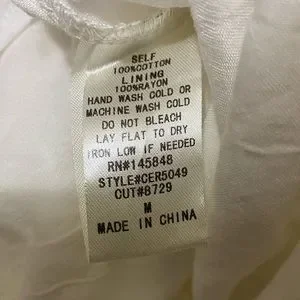 SELF
100%COTTON
LINING
100%RAYON
HAND WASH COLD OR
MACHINE WASH COLD
DO NOT BLEACH
LAY FLAT TO DRY
IRON LOW IF NEEDED
RN#145848
STYLE#CER5049
CUT#8729
M
MADE IN CHINA